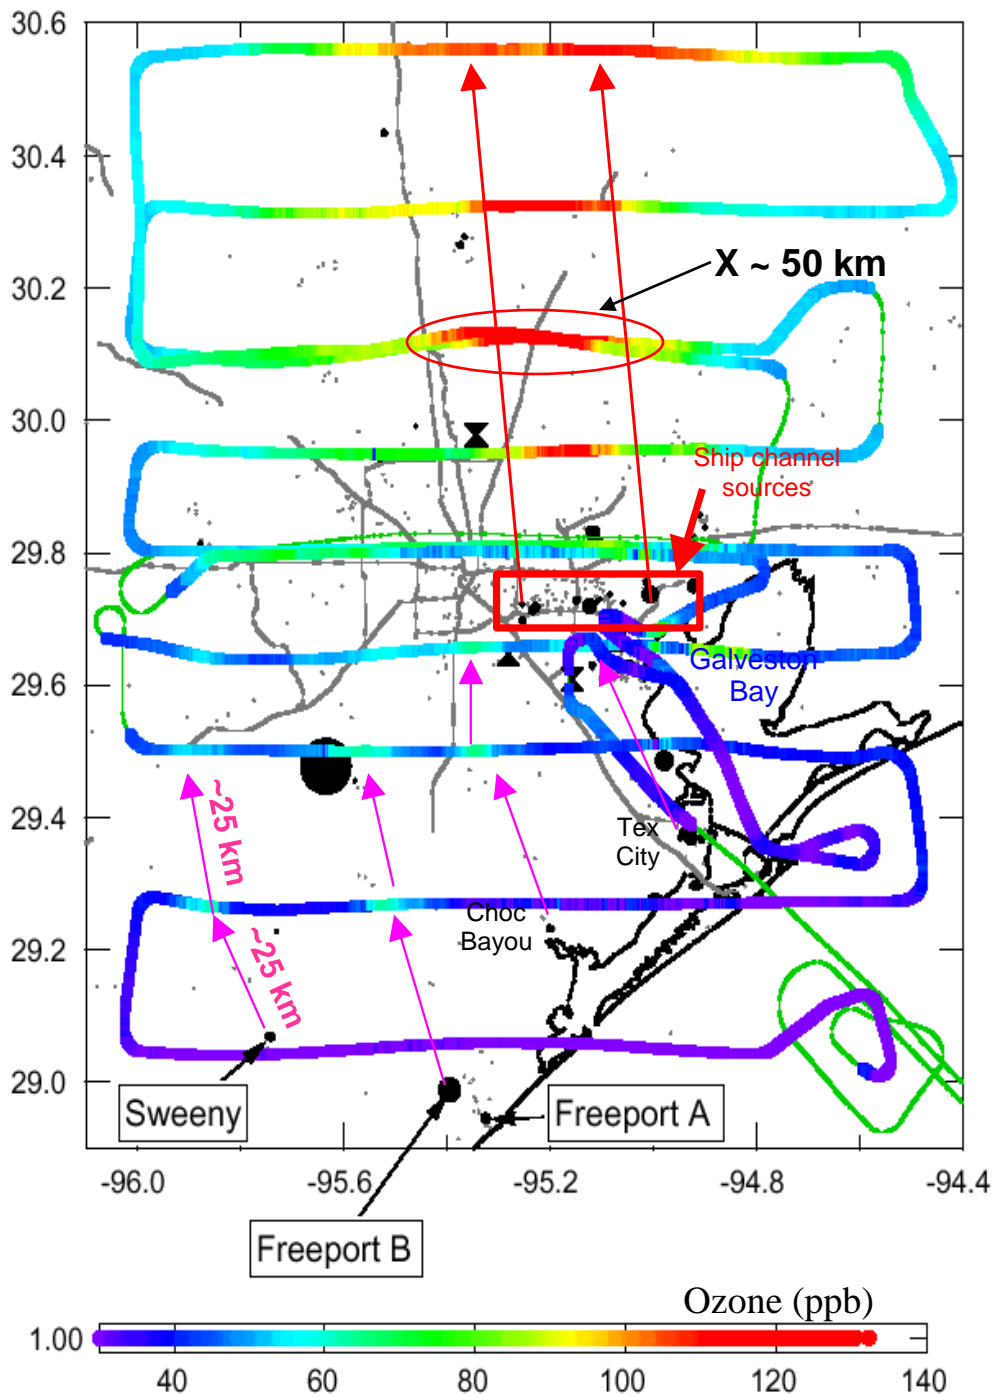 30.6
30.4
30.2
30.0
29.8
29.6
29.4
29.2
29.0
X ~ 50 km
Ship channel
sources
Galveston
Bay
~25 km
~25 km
Tex
City
Choc
Bayou
Sweeny
Freeport A
Freeport B
-96.0
-95.6
-95.2
-94.8
-94.4
Ozone (ppb)
1.00
40
60
80
100
120
140